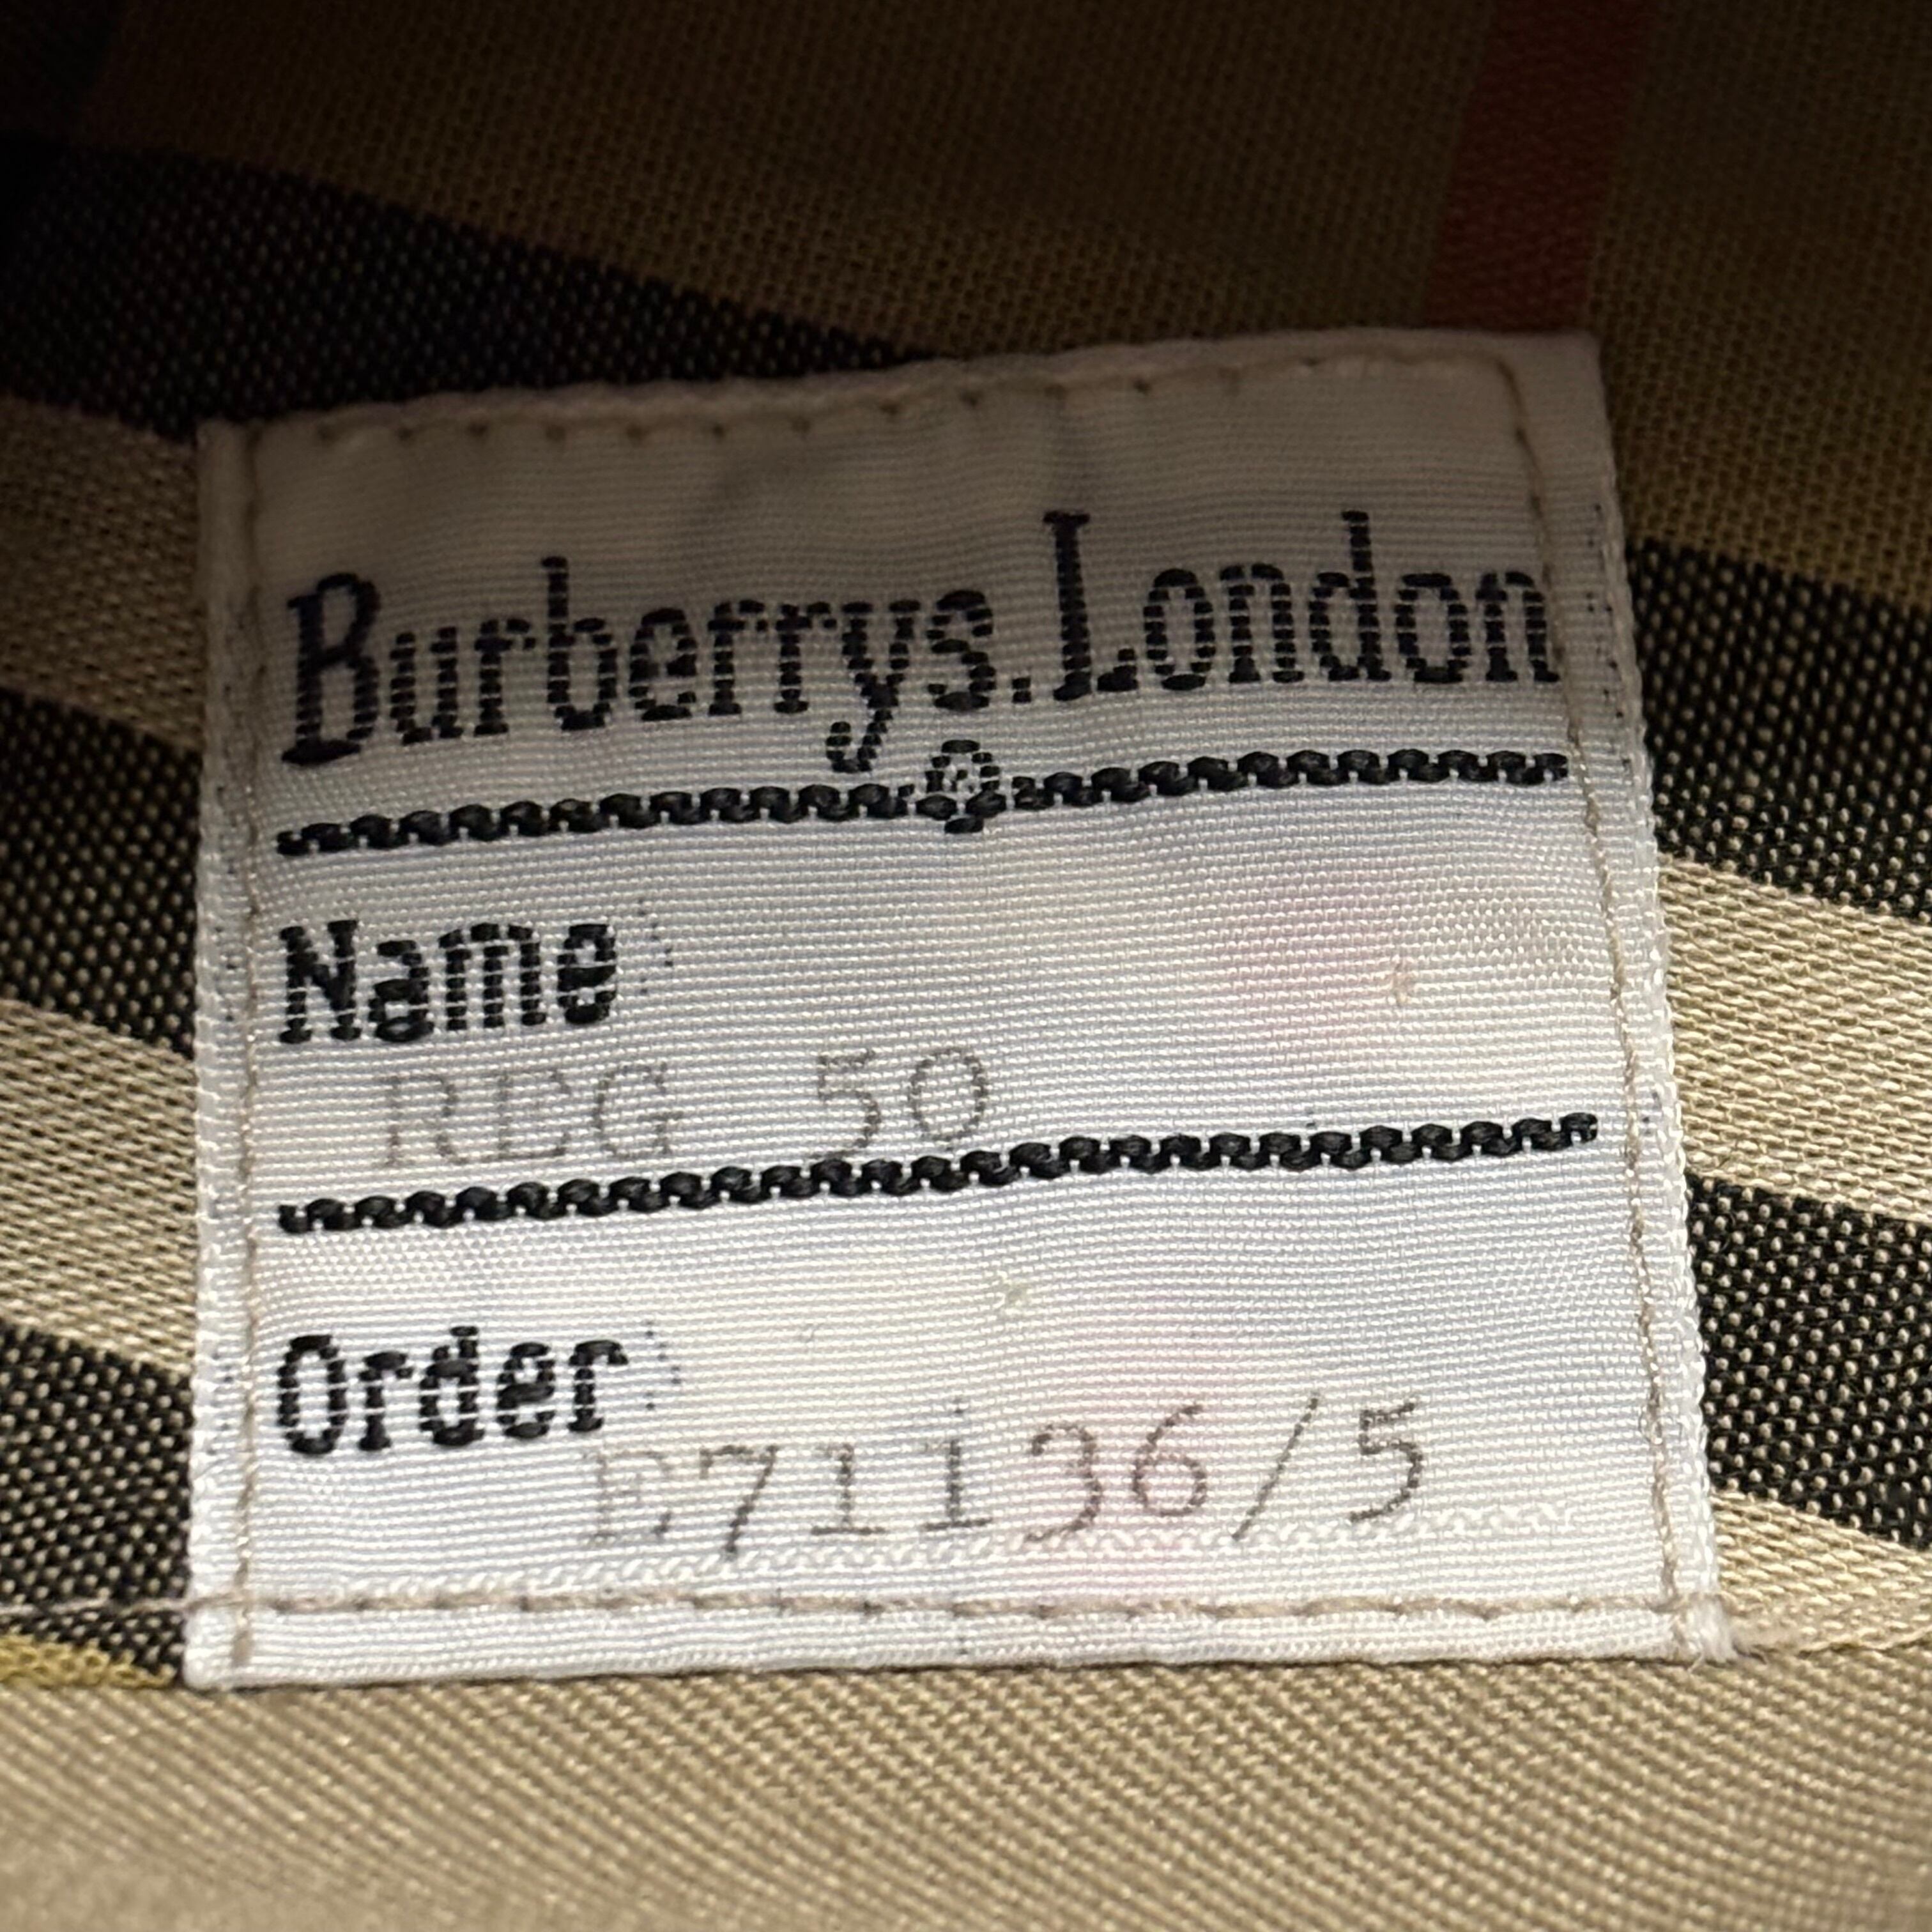 Burberrys.London
Name
REG 50
Order
E71136/5